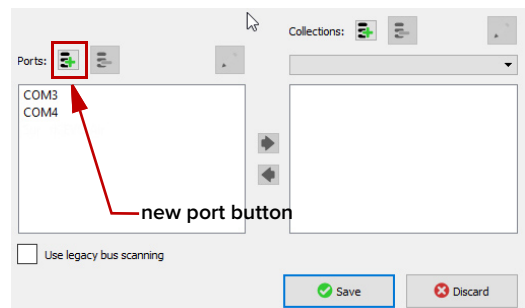 Collections:
Ports:
COM3
COM4
new port button
Use legacy bus scanning
Save
Discard